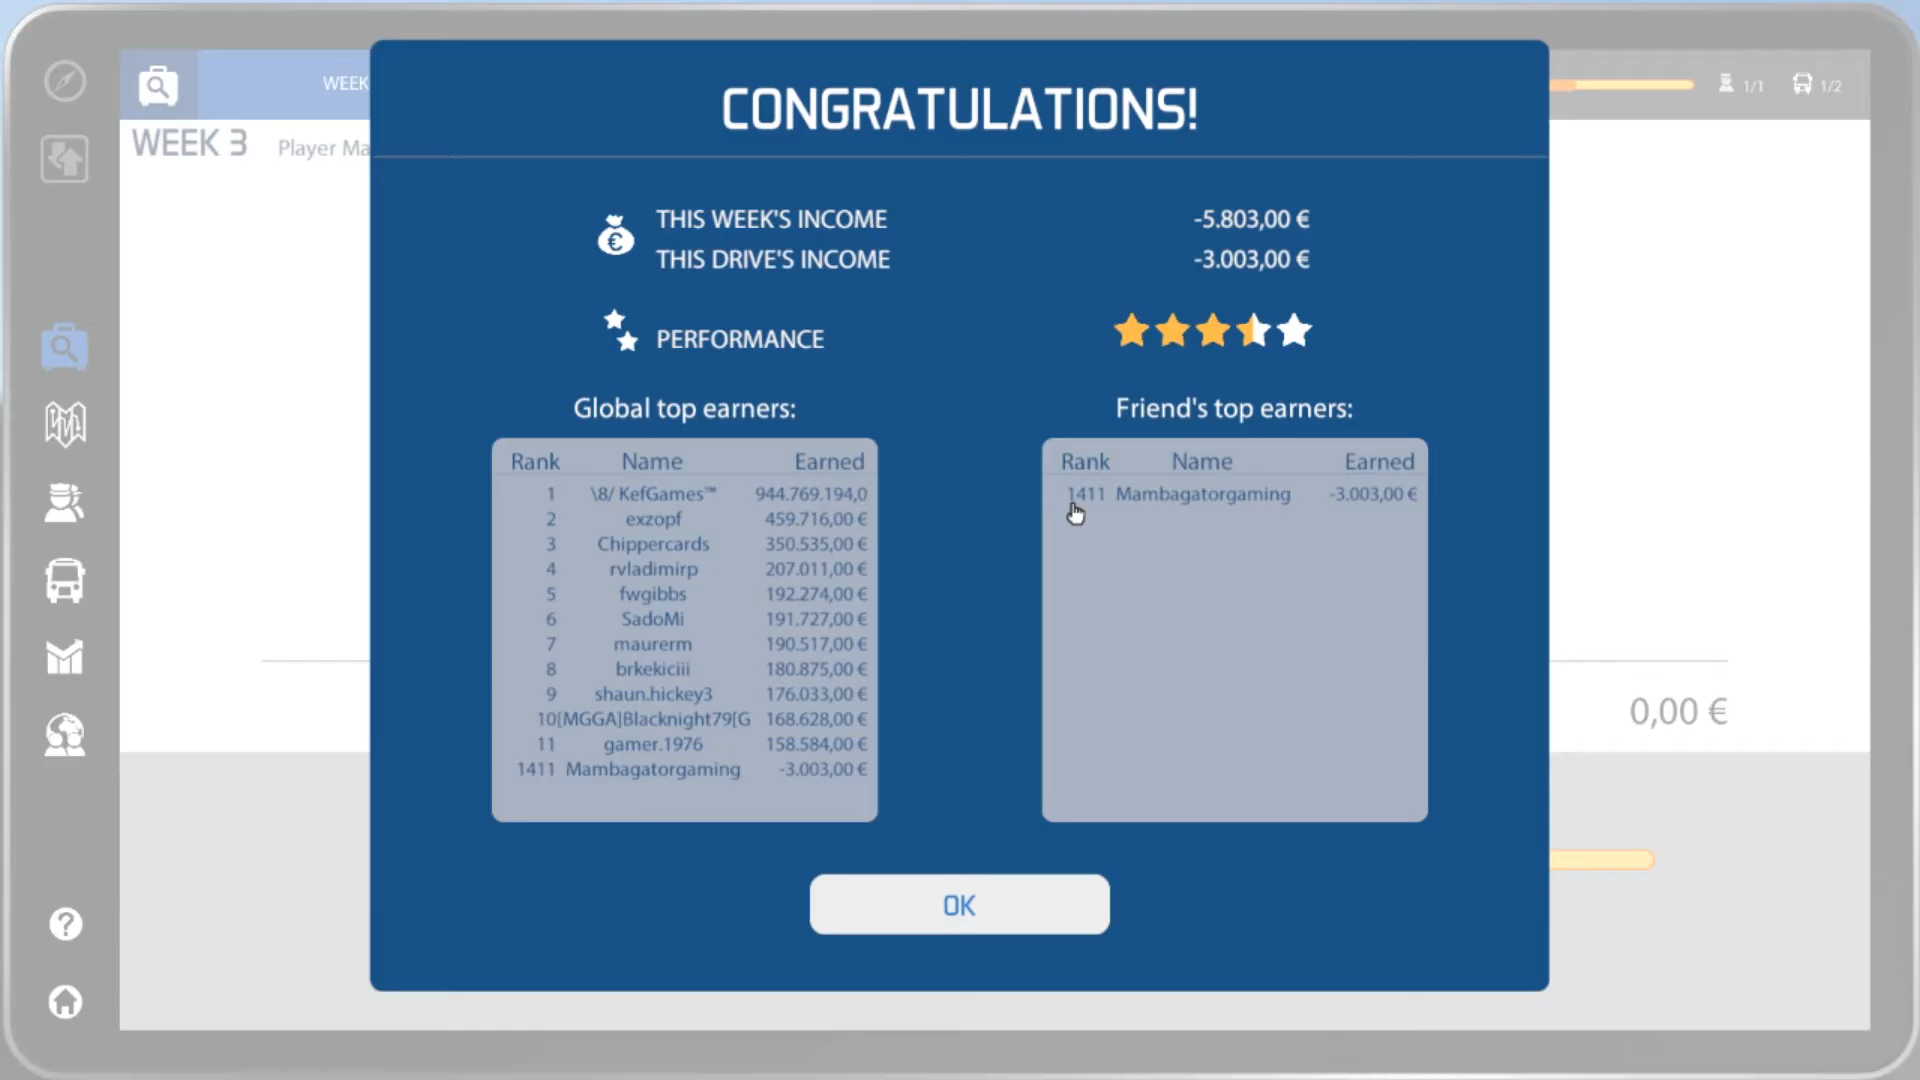 WEEK
1/1
1/2
WEEK 3
Player Ma
CONGRATULATIONS!
THIS WEEK'S INCOME
-5.803,00 €
THIS DRIVE'S INCOME
-3.003,00 €
PERFORMANCE
Global top earners:
Rank Name Earned
1 \8/ KefGames™ 944.769.194,0
2 exzopf 459.716,00 €
3 Chippercards 350.535,00 €
4 rvladimirp 207.011,00 €
5 fwgibbs 192.274,00 €
6 SadoMi 191.727,00 €
7 maurerm 190.517,00 €
8 brkekiciii 180.875,00 €
9 shaun.hickey3 176.033,00 €
10[MGGA]Blacknight79[G 168.628,00 €
11 gamer.1976 158.584,00 €
1411 Mambagatorgaming -3.003,00 €
Friend's top earners:
Rank Name Earned
1411 Mambagatorgaming -3.003,00 €
0,00 €
OK